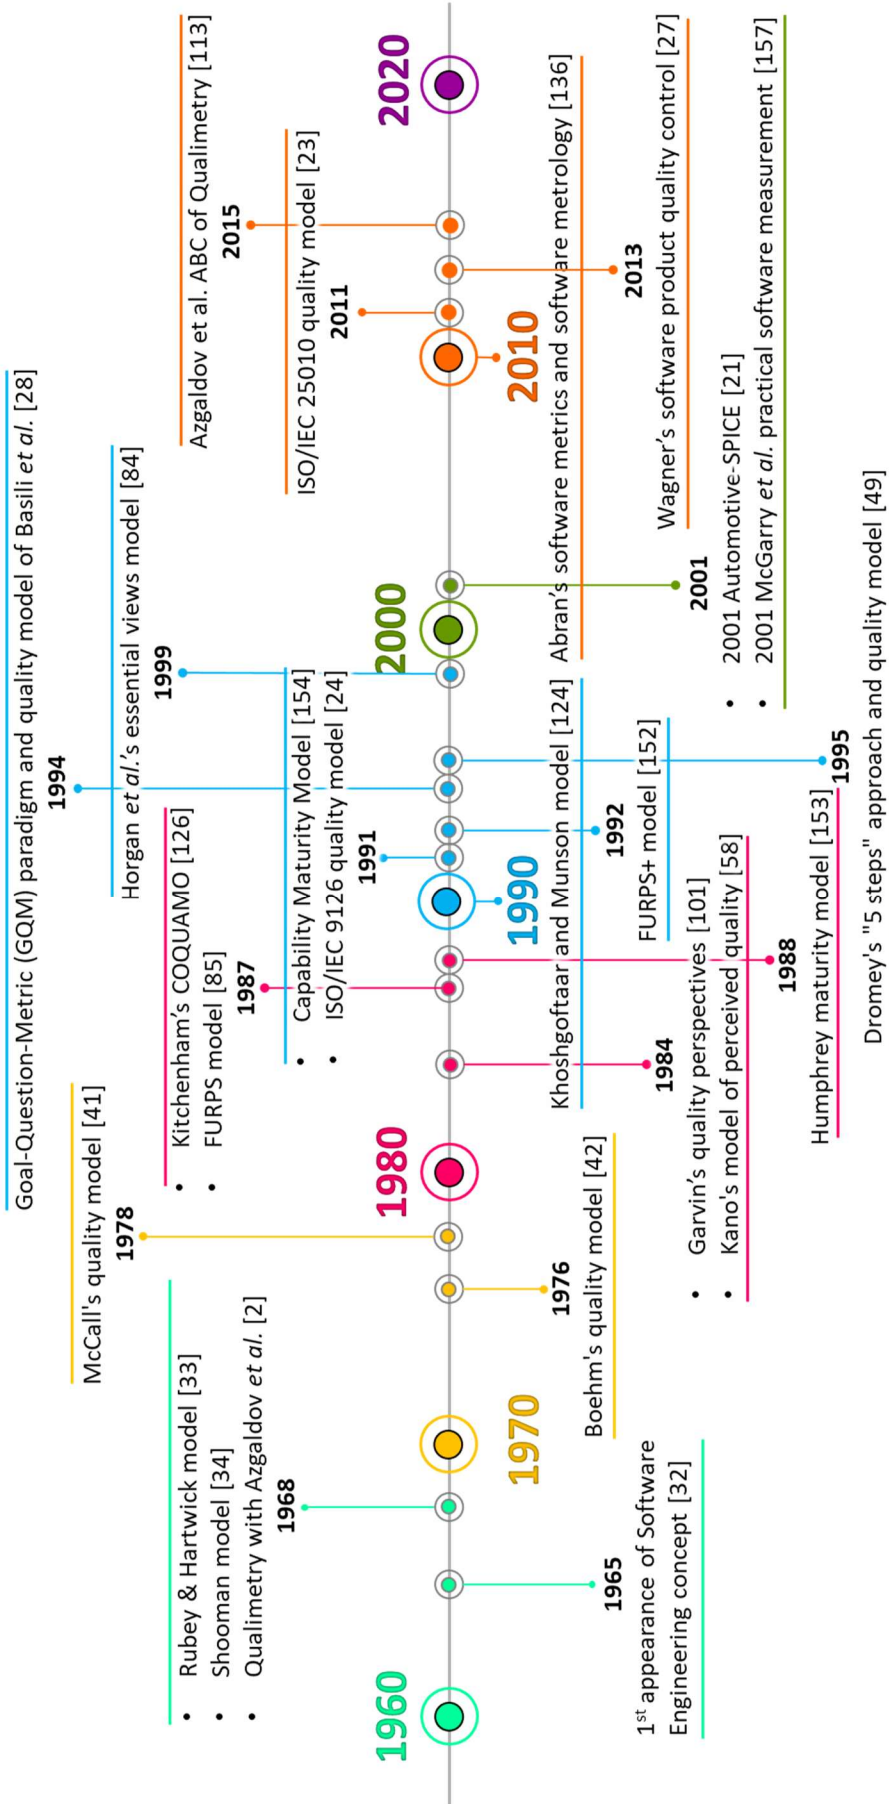 Goal-Question-Metric (GQM) paradigm and quality model of Basili et al. [28]
1994
McCall's quality model [41]
1978
Horgan et al.'s essential views model [84]
1999
Rubey & Hartwick model [33]
Shooman model [34]
Qualimetry with Azgaldov et al. [2]
1968
Kitchenham's COQUAMO [126]
FURPS model [85]
1987
Azgaldov et al. ABC of Qualimetry [113]
2015
Capability Maturity Model [154]
ISO/IEC 9126 quality model [24]
1991
ISO/IEC 25010 quality model [23]
2011
1960
1970
1980
1990
2000
2010
2020
1965
1st appearance of Software
Engineering concept [32]
1976
Boehm's quality model [42]
Khoshgoftaar and Munson model [124]
1984
Garvin's quality perspectives [101]
Kano's model of perceived quality [58]
1992
FURPS+ model [152]
1988
Humphrey maturity model [153]
1995
Dromey's "5 steps" approach and quality model [49]
Abran's software metrics and software metrology [136]
2001
2001 Automotive-SPICE [21]
2001 McGarry et al. practical software measurement [157]
2013
Wagner's software product quality control [27]